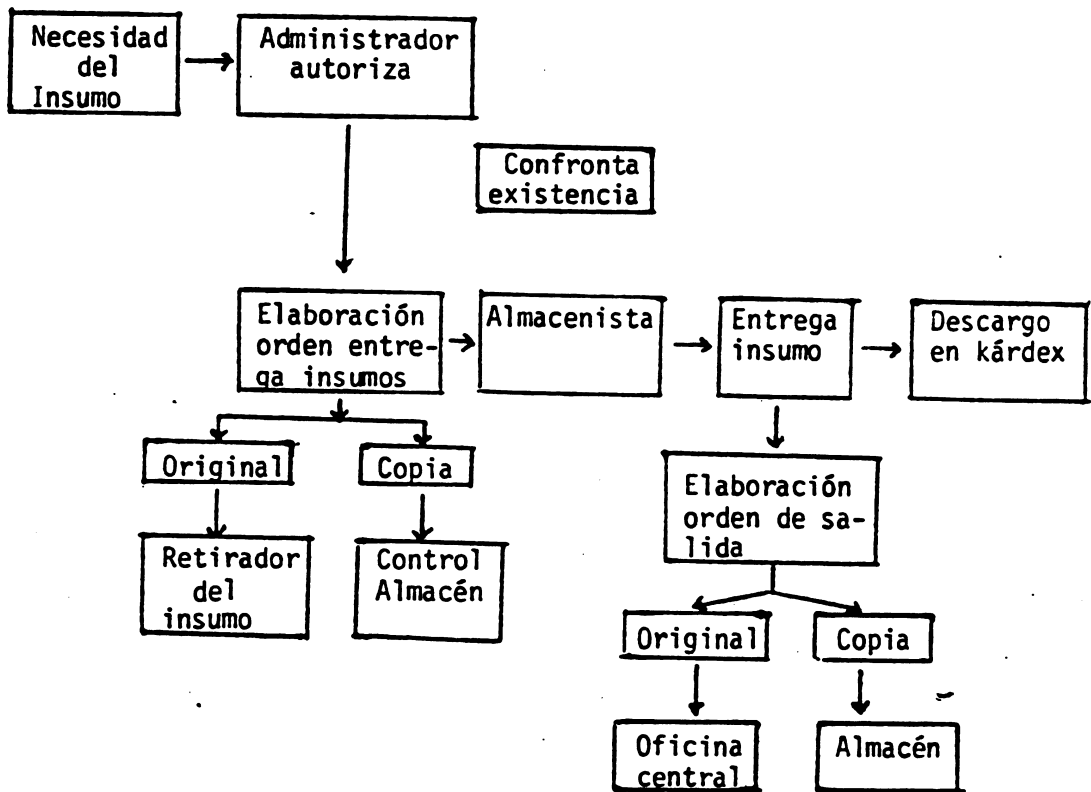 Necesidad
del
Insumo
Administrador
autoriza
Confronta
existencia
Elaboración
orden entre-
ga insumos
Almacenista
Entrega
insumo
Descargo
en kárdex
Original
Copia
Retirador
del
insumo
Control
Almacén
Elaboración
orden de sa-
lida
Original
Copia
Oficina
central
Almacén